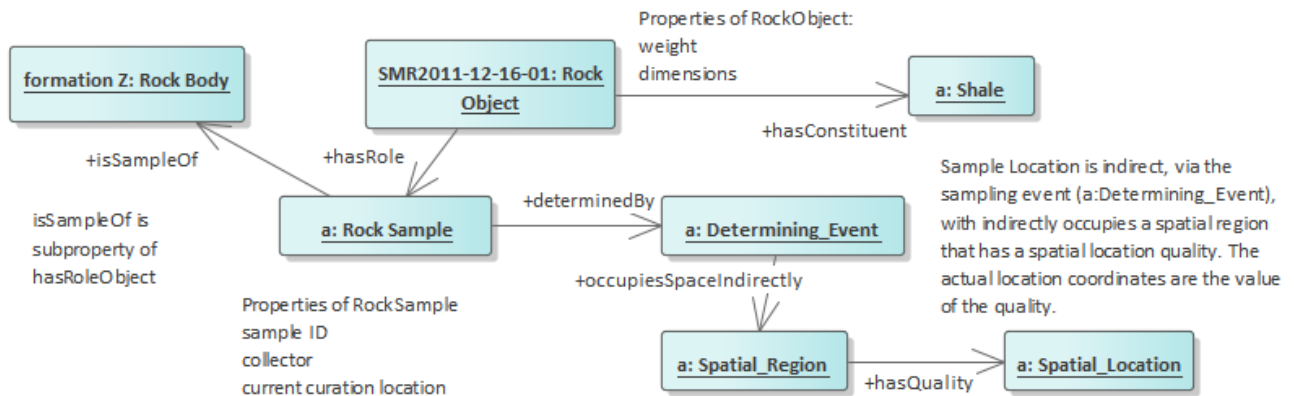 formation Z: Rock Body
SMR2011-12-16-01: Rock
Object
Properties of RockObject:
weight
dimensions
a: Shale
+hasConstituent
+isSampleOf
+hasRole
isSampleOf is
subproperty of
hasRoleObject
a: Rock Sample
+determinedBy
a: Determining_Event
Sample Location is indirect, via the
sampling event (a:Determining_Event),
with indirectly occupies a spatial region
that has a spatial location quality. The
actual location coordinates are the value
of the quality.
+occupiesSpaceIndirectly
Properties of RockSample
sample ID
collector
current curation location
a: Spatial_Region
+hasQuality
a: Spatial_Location